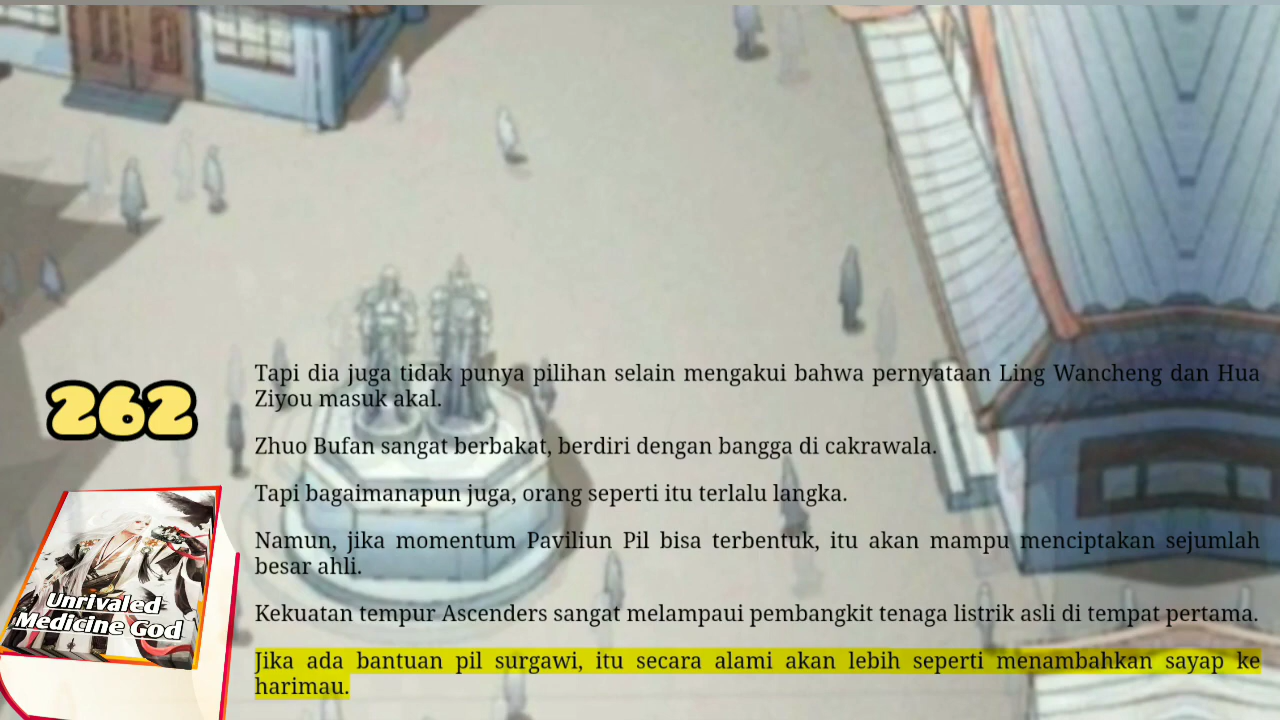 Tapi dia juga tidak punya pilihan selain mengakui bahwa pernyataan Ling Wancheng dan Hua
Ziyou masuk akal.
Zhuo Bufan sangat berbakat, berdiri dengan bangga di cakrawala.
Tapi bagaimanapun juga, orang seperti itu terlalu langka.
Namun, jika momentum Paviliun Pil bisa terbentuk, itu akan mampu menciptakan sejumlah
besar ahli.
Kekuatan tempur Ascenders sangat melampaui pembangkit tenaga listrik asli di tempat pertama.
Jika ada bantuan pil surgawi, itu secara alami akan lebih seperti menambahkan sayap ke
harimau.
262
Unrivaled
Medicine God